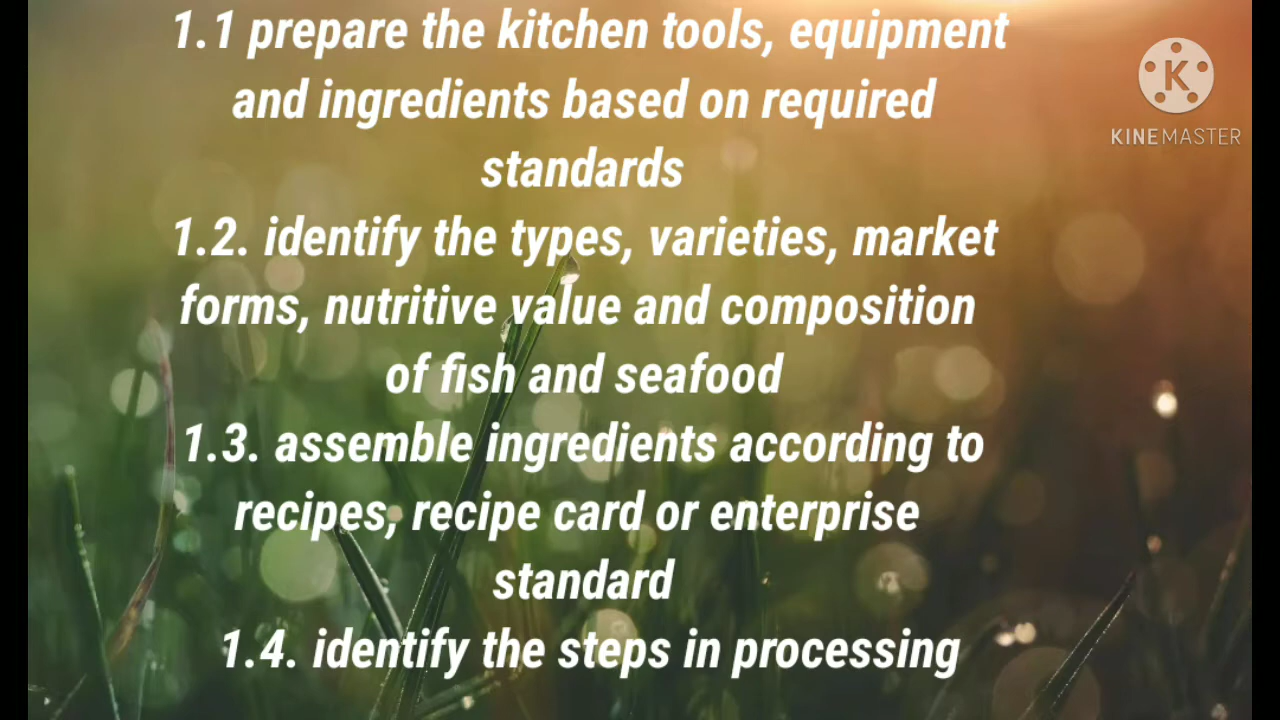 1.1 prepare the kitchen tools, equipment
and ingredients based on required
standards
1.2. identify the types, varieties, market
forms, nutritive value and composition
of fish and seafood
1.3. assemble ingredients according to
recipes, recipe card or enterprise
standard
1.4. identify the steps in processing
K
KINEMASTER